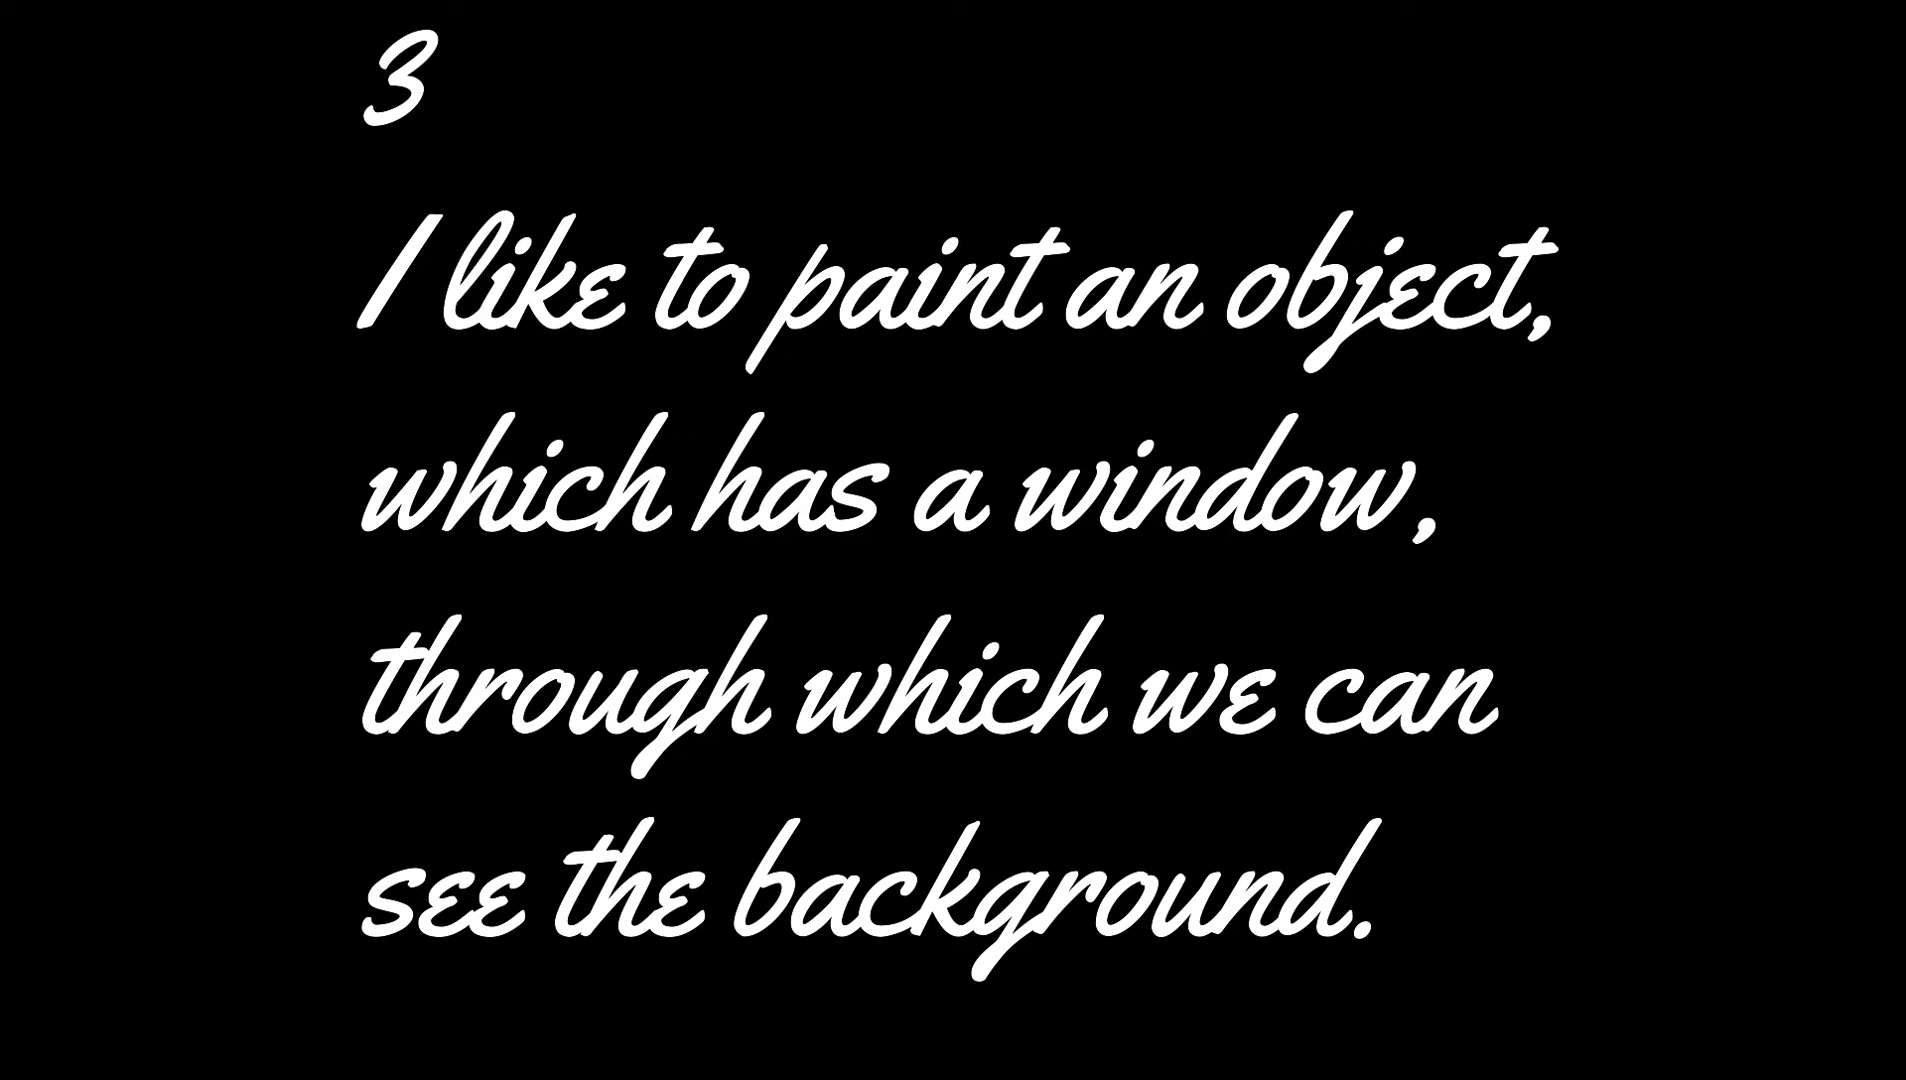 3
I like to paint an object,
which has a window,
through which we can
see the background.